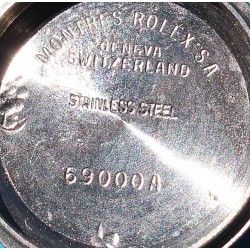 MONTRES ROLEX S.A
GENEVA
SWITZERLAND
STAINLESS STEEL
69000A